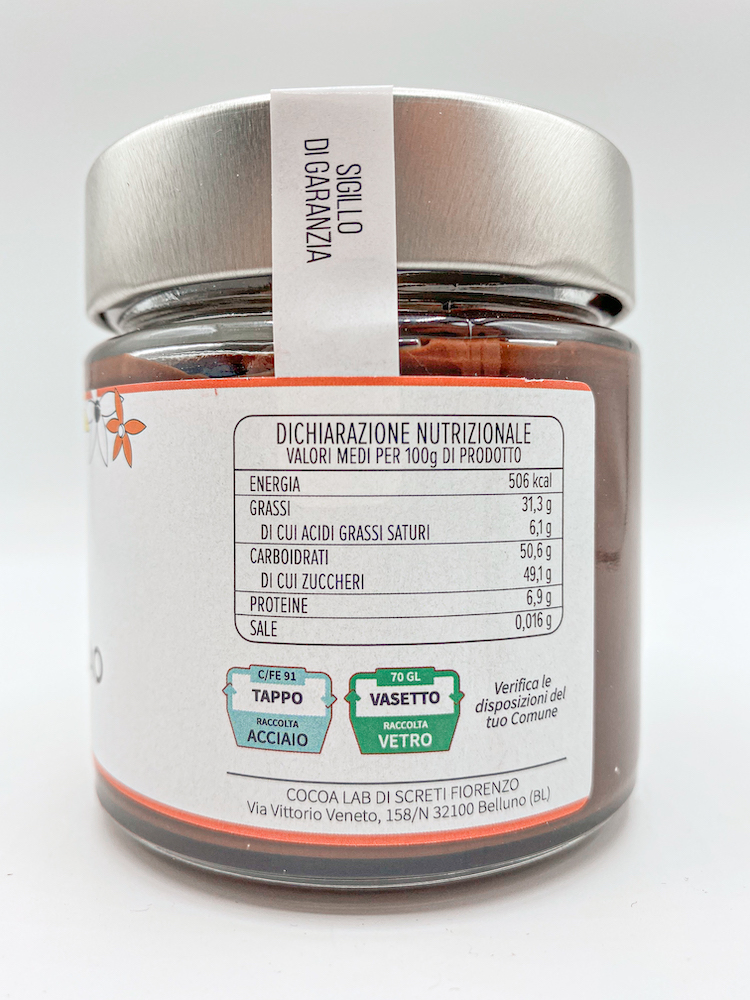 SIGILLO
DI GARANZIA
DICHIARAZIONE NUTRIZIONALE
VALORI MEDI PER 100g DI PRODOTTO
ENERGIA 506 kcal
GRASSI 31,3 g
DI CUI ACIDI GRASSI SATURI 6,1 g
CARBOIDRATI 50,6 g
DI CUI ZUCCHERI 49,1 g
PROTEINE 6,9 g
SALE 0,016 g
C/FE 91
TAPPO
RACCOLTA
ACCIAIO
70 GL
VASETTO
RACCOLTA
VETRO
Verifica le
disposizioni del
tuo Comune
COCOA LAB DI SCRETI FIORENZO
Via Vittorio Veneto, 158/N 32100 Belluno (BL)